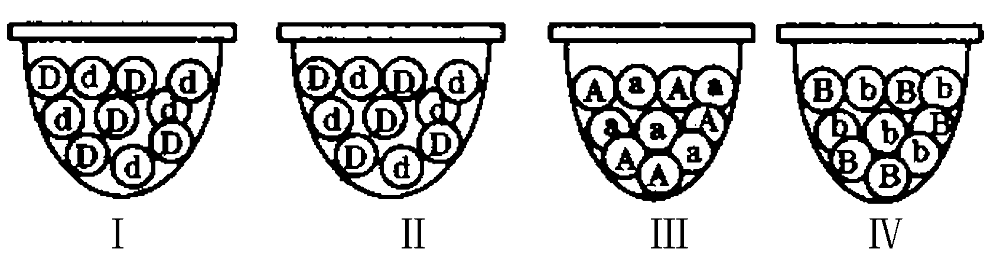 D d D d D d D d A a A a B b B b
d D d d D d a a A b b B
D d D D d D A A a B B b
I II III IV